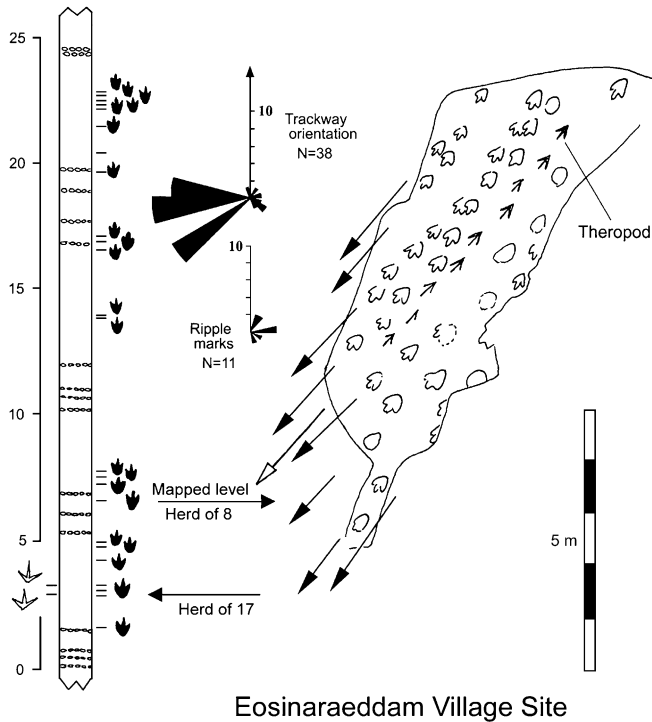 25
20
15
10
5
0
10
Trackway
orientation
N=38
10
Ripple
marks
N=11
Theropod
Mapped level
Herd of 8
Herd of 17
5 m
Eosinaraeddam Village Site